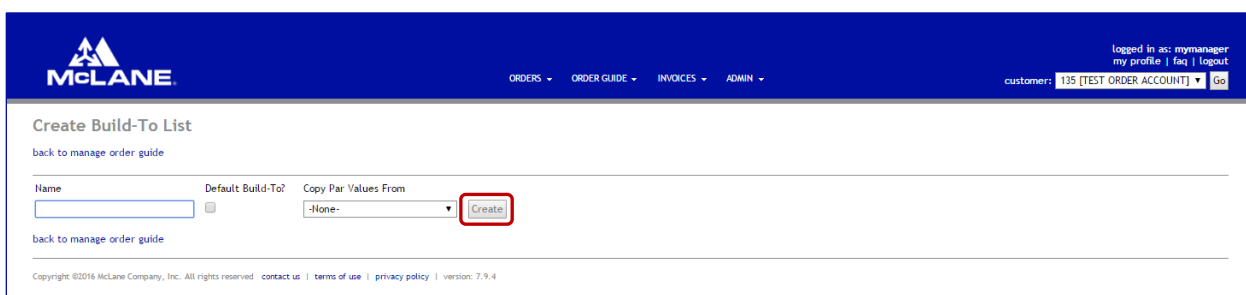 McLANE.
logged in as: mymanager
my profile | faq | logout
ORDERS ORDER GUIDE INVOICES ADMIN
customer: 135 [TEST ORDER ACCOUNT] Go
Create Build-To List
back to manage order guide
Name Default Build-To? Copy Par Values From
-None- Create
back to manage order guide
Copyright ©2016 McLane Company, Inc. All rights reserved contact us | terms of use | privacy policy | version: 7.9.4